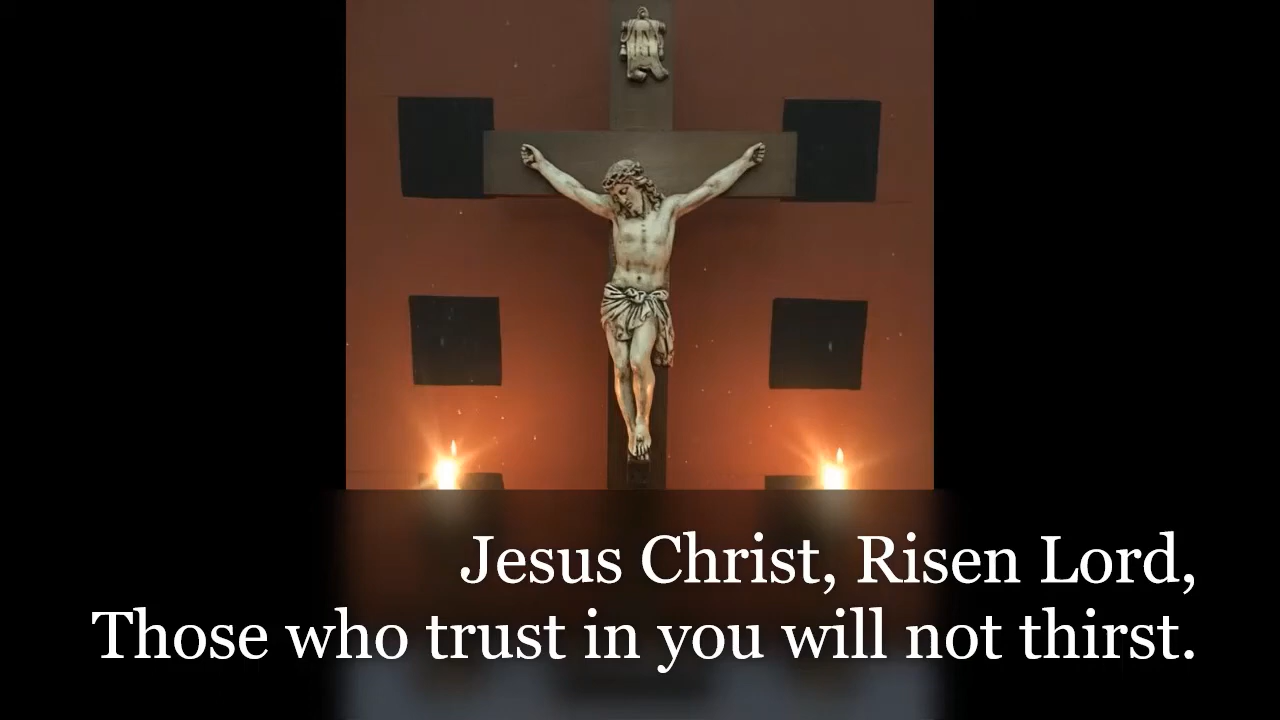 Jesus Christ, Risen Lord,
Those who trust in you will not thirst.